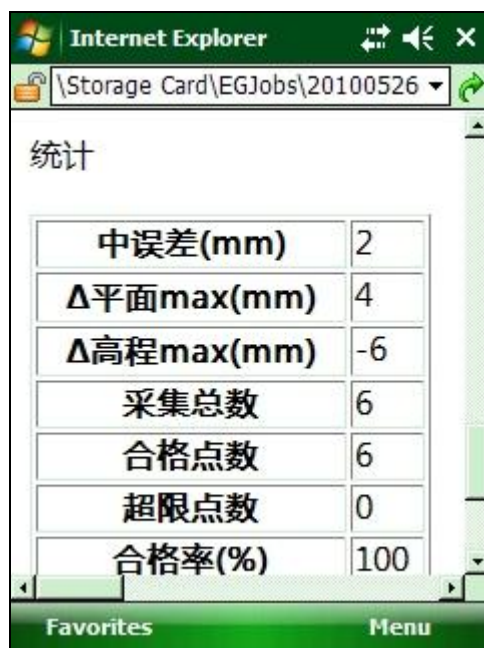 Internet Explorer
\Storage Card\EGJobs\20100526
统计
中误差(mm) 2
Δ平面max(mm) 4
Δ高程max(mm) -6
采集总数 6
合格点数 6
超限点数 0
合格率(%) 100
Favorites Menu